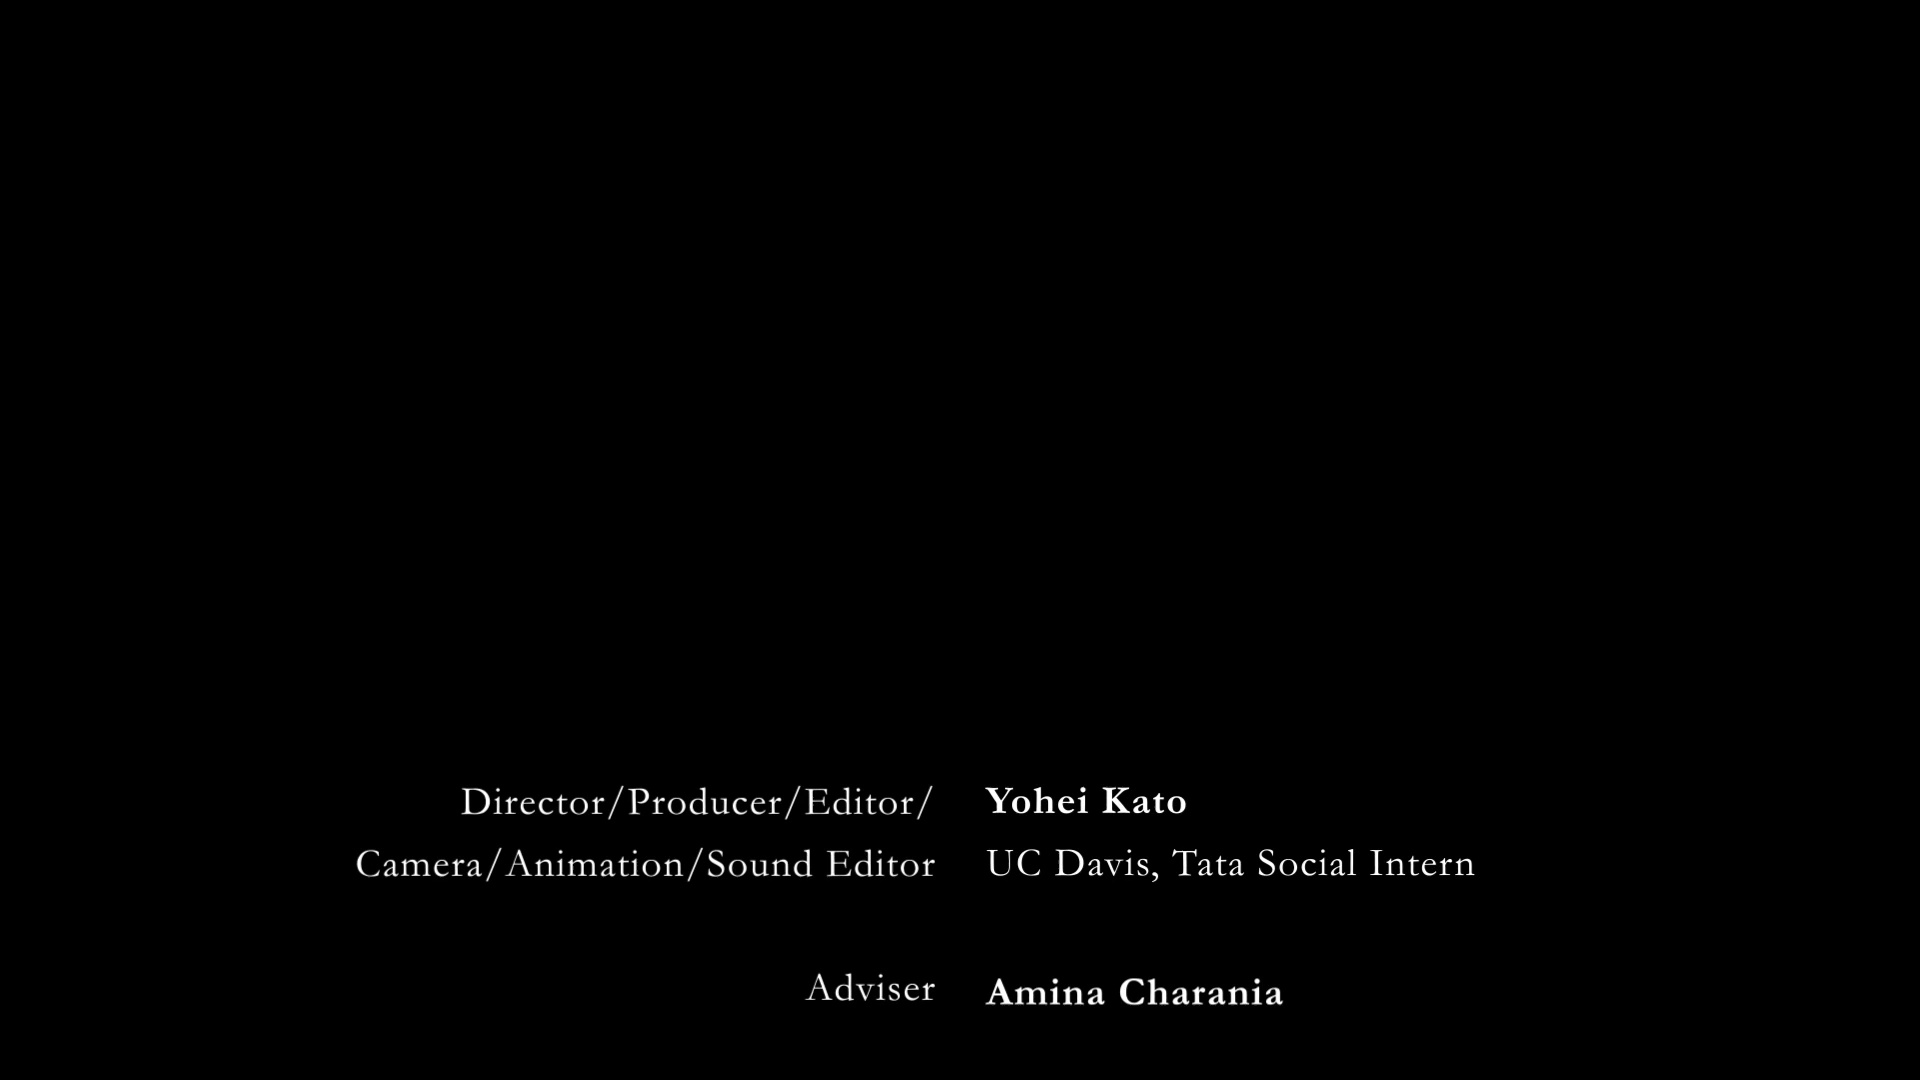 Director/Producer/Editor/ Yohei Kato
Camera/Animation/Sound Editor UC Davis, Tata Social Intern
Adviser Amina Charania